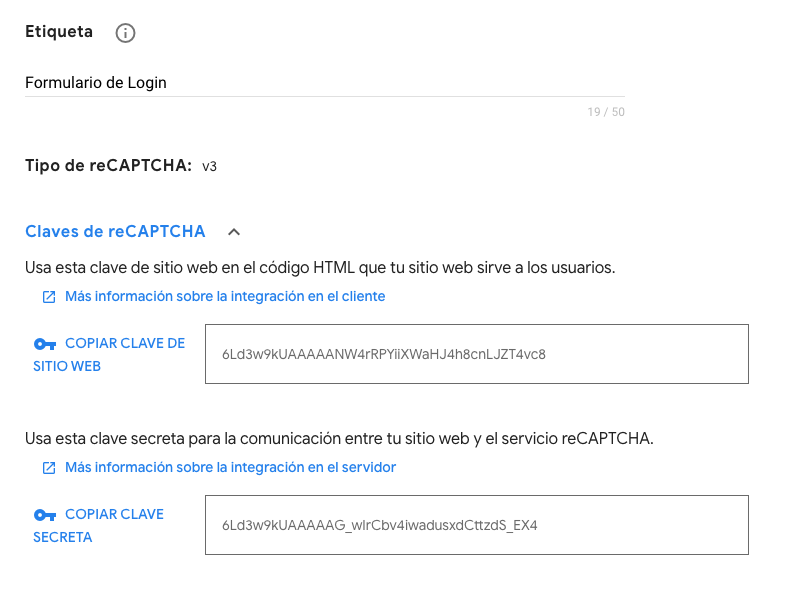 Etiqueta
Formulario de Login
19 / 50
Tipo de reCAPTCHA: v3
Claves de reCAPTCHA
Usa esta clave de sitio web en el código HTML que tu sitio web sirve a los usuarios.
Más información sobre la integración en el cliente
COPIAR CLAVE DE
SITIO WEB
6Ld3w9kUAAAAANW4rRPYiiXWaHJ4h8cnLJZT4vc8
Usa esta clave secreta para la comunicación entre tu sitio web y el servicio reCAPTCHA.
Más información sobre la integración en el servidor
COPIAR CLAVE
SECRETA
6Ld3w9kUAAAAAG_wIrCbv4iwadusxdCttzdS_EX4